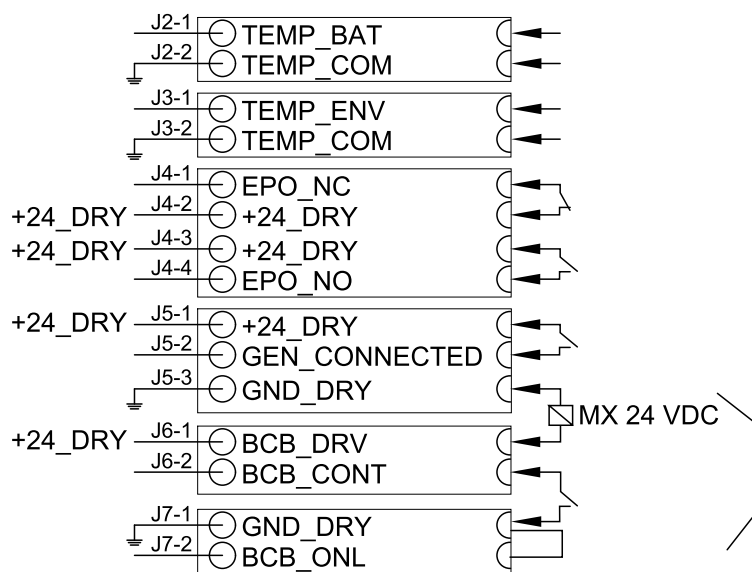 J2-1 TEMP_BAT
J2-2 TEMP_COM
J3-1 TEMP_ENV
J3-2 TEMP_COM
J4-1 EPO_NC
+24_DRY J4-2 +24_DRY
+24_DRY J4-3 +24_DRY
J4-4 EPO_NO
+24_DRY J5-1 +24_DRY
J5-2 GEN_CONNECTED
J5-3 GND_DRY
MX 24 VDC
+24_DRY J6-1 BCB_DRV
J6-2 BCB_CONT
J7-1 GND_DRY
J7-2 BCB_ONL